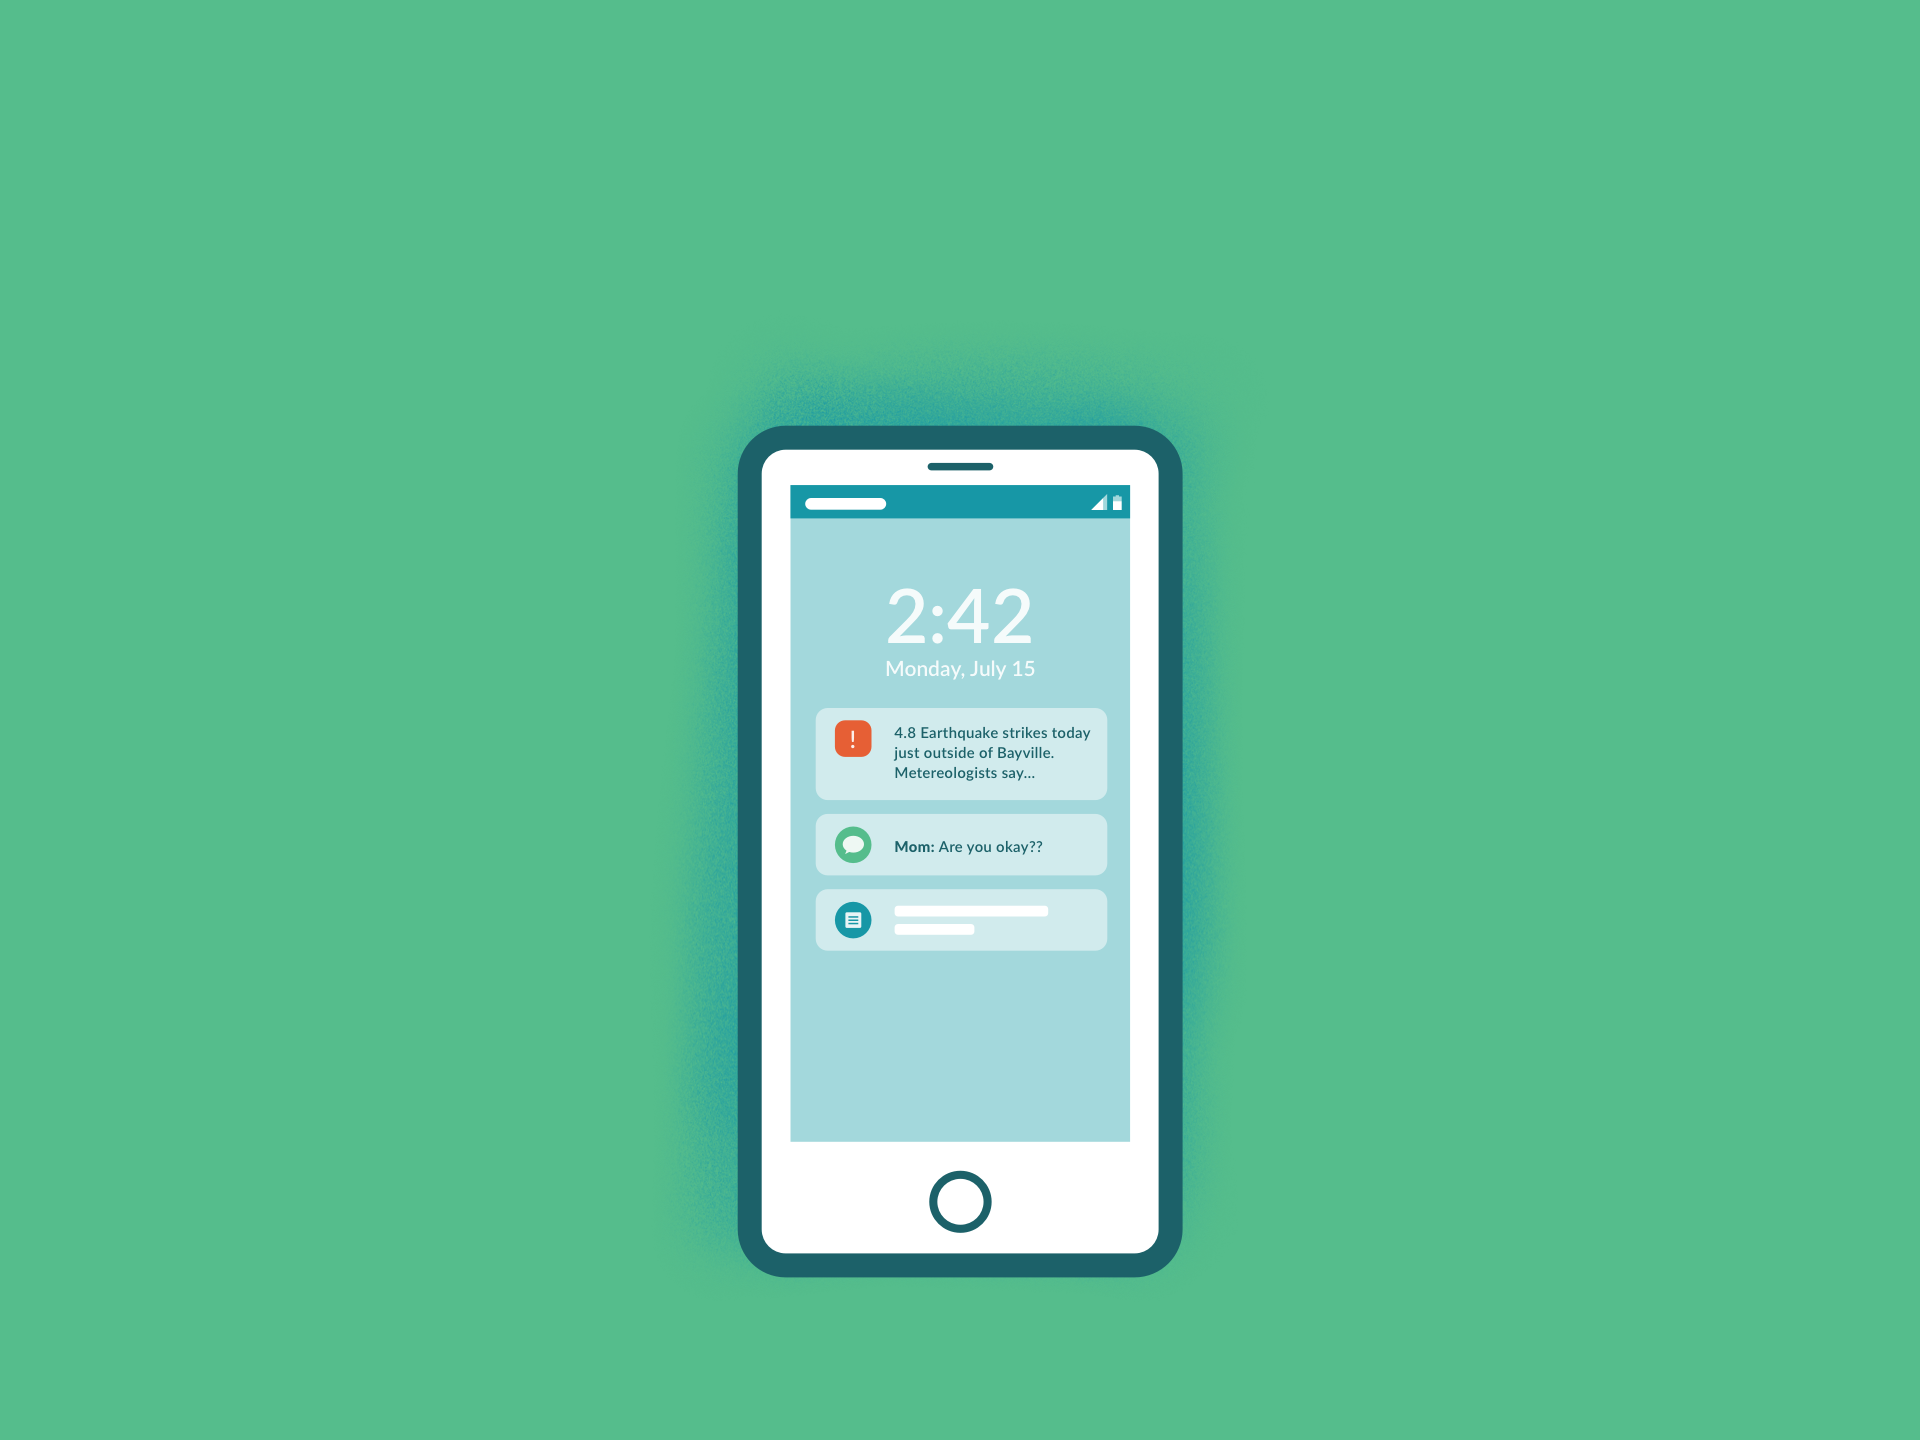 2:42
Monday, July 15
!
4.8 Earthquake strikes today
just outside of Bayville.
Metereologists say...
Mom: Are you okay??